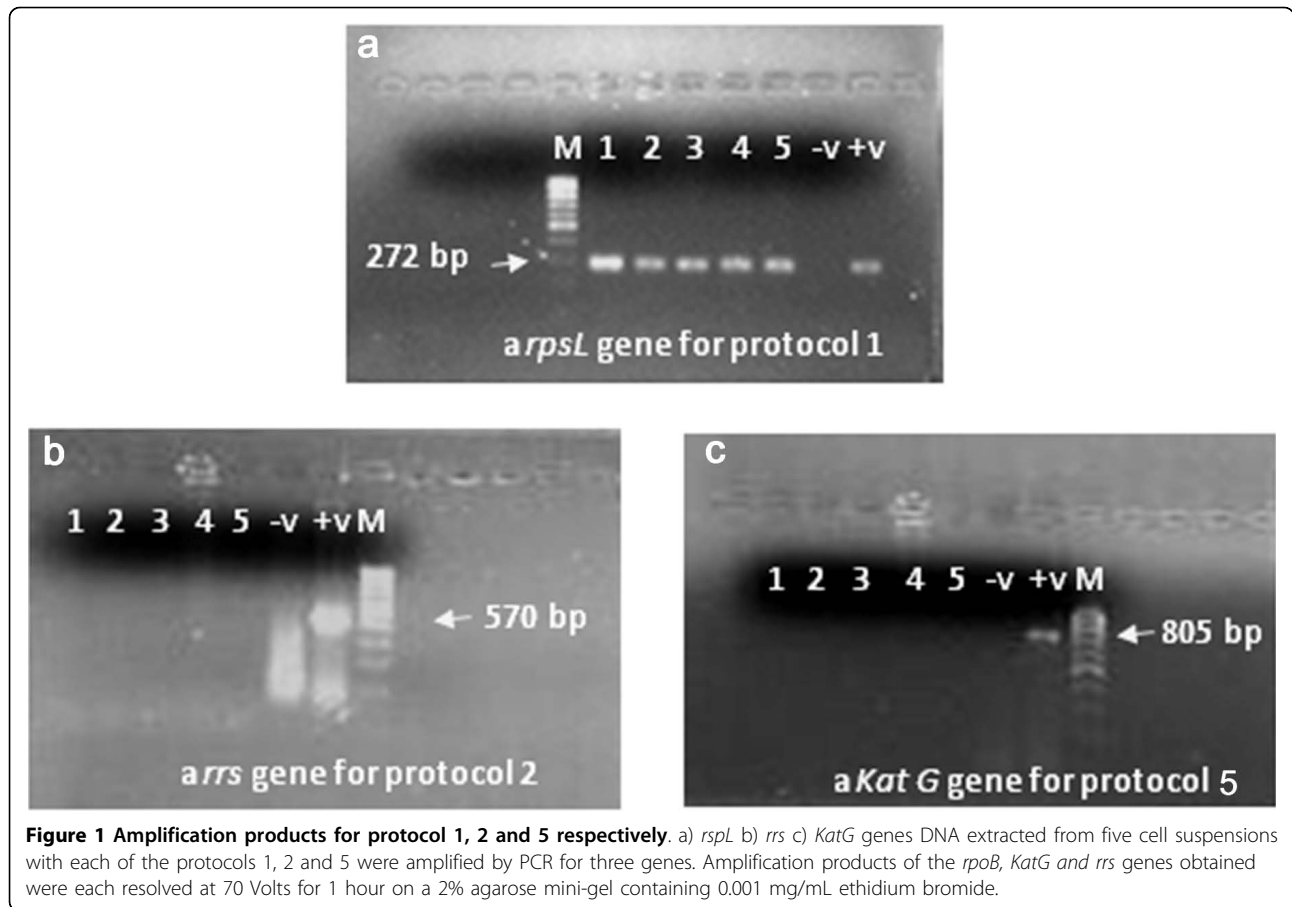 a
M 1 2 3 4 5 -v +v
272 bp
a rpsL gene for protocol 1
b
1 2 3 4 5 -v +v M
570 bp
a rrs gene for protocol 2
c
1 2 3 4 5 -v +v M
805 bp
a Kat G gene for protocol 5
Figure 1 Amplification products for protocol 1, 2 and 5 respectively. a) rspL b) rrs c) KatG genes DNA extracted from five cell suspensions
with each of the protocols 1, 2 and 5 were amplified by PCR for three genes. Amplification products of the rpoB, KatG and rrs genes obtained
were each resolved at 70 Volts for 1 hour on a 2% agarose mini-gel containing 0.001 mg/mL ethidium bromide.